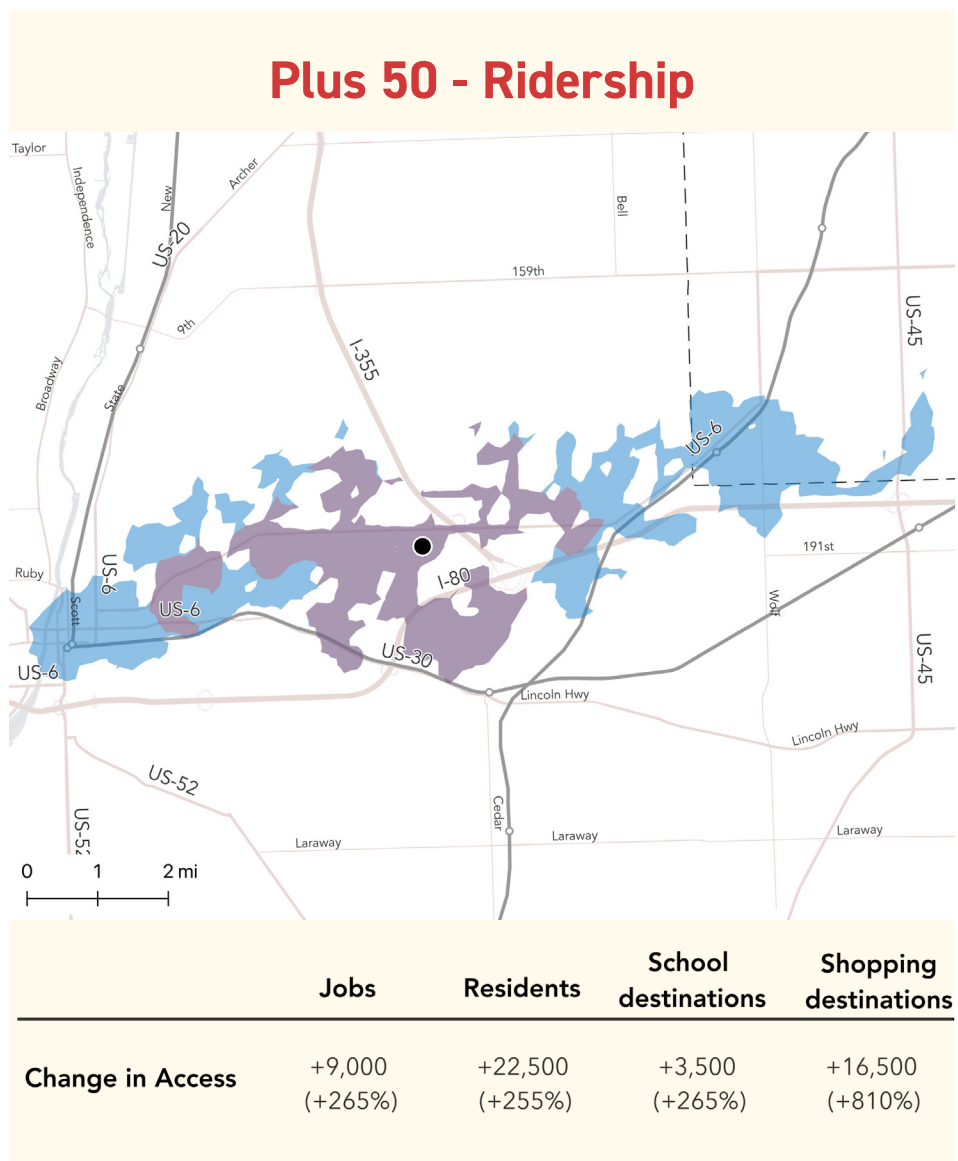 Plus 50 - Ridership
Taylor
Independence
New
Archer
US-20
Bell
159th
9th
US-45
I-355
Broadway
State
US-6
US-6
191st
Ruby
I-80
Scott
US-6
Wolf
US-30
US-6
US-45
Lincoln Hwy
Lincoln Hwy
US-52
Cedar
US-52
Laraway
Laraway
Laraway
0 1 2 mi
Jobs Residents School destinations Shopping destinations
Change in Access
+9,000 +22,500 +3,500 +16,500
(+265%) (+255%) (+265%) (+810%)